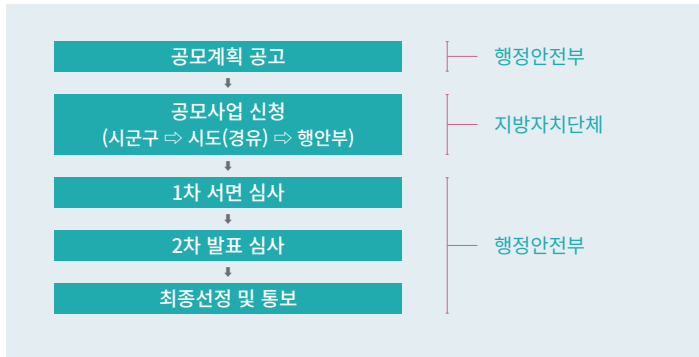 공모계획 공고
행정안전부
공모사업 신청
(시군구 ⇨ 시도(경유) ⇨ 행안부)
지방자치단체
1차 서면 심사
2차 발표 심사
행정안전부
최종선정 및 통보